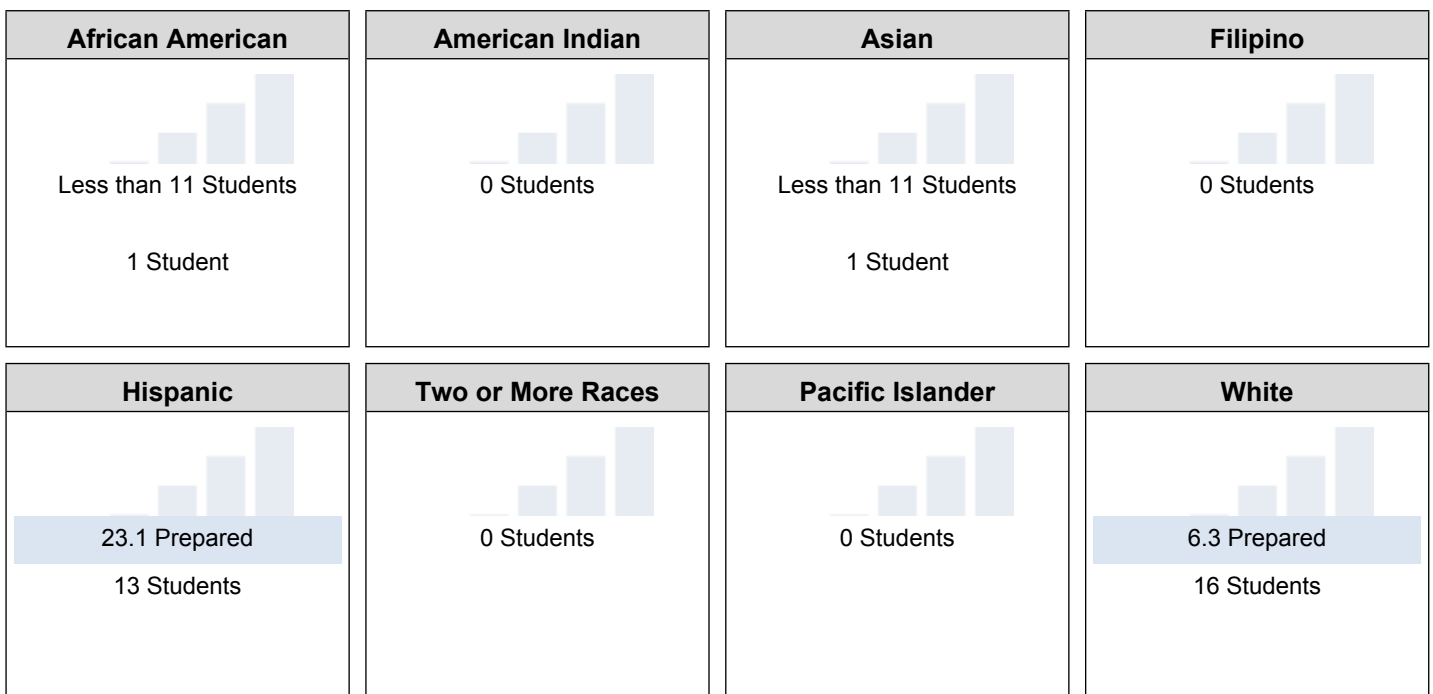 African American
Less than 11 Students
1 Student
American Indian
0 Students
Asian
Less than 11 Students
1 Student
Filipino
0 Students
Hispanic
23.1 Prepared
13 Students
Two or More Races
0 Students
Pacific Islander
0 Students
White
6.3 Prepared
16 Students